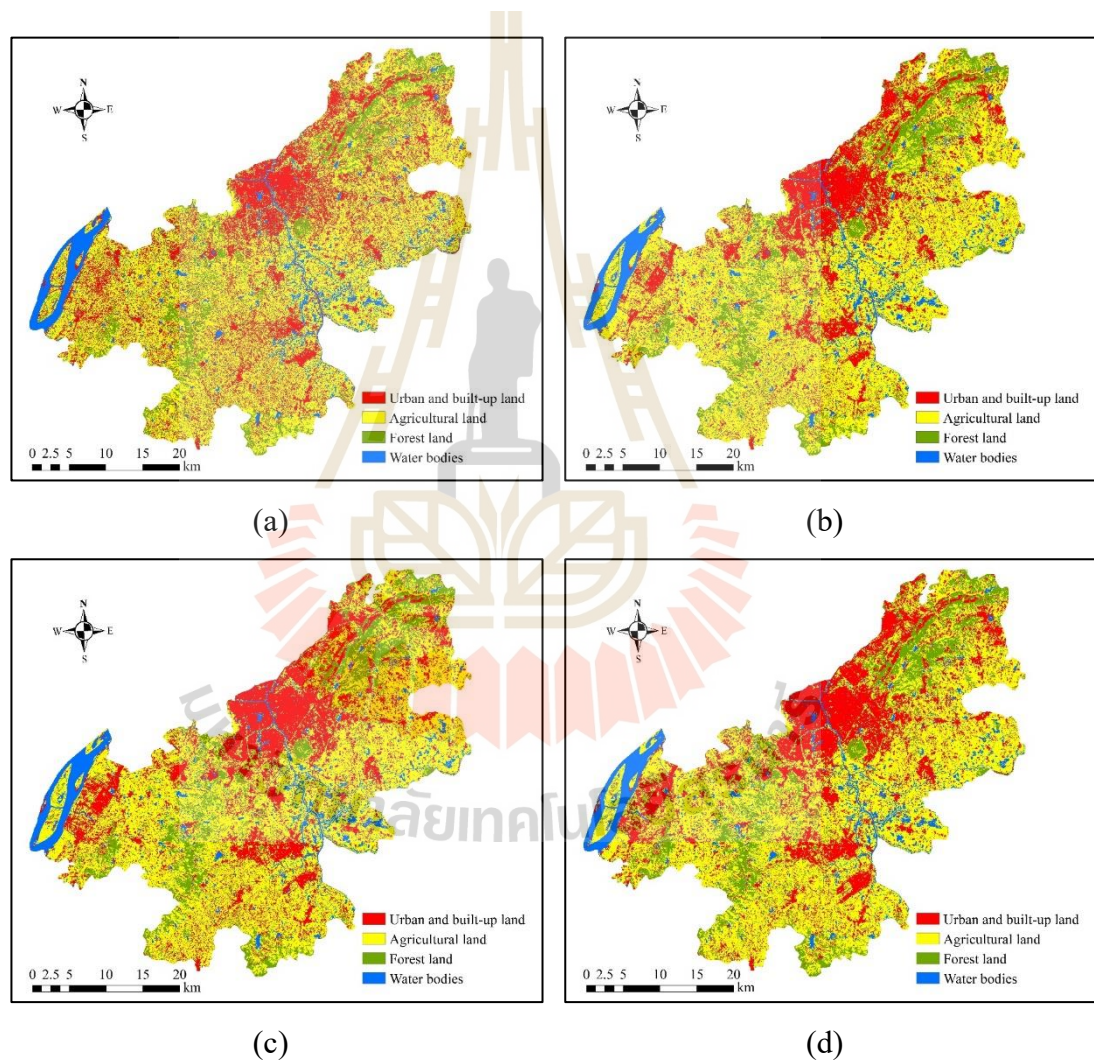 N
W E
S
Urban and built-up land
Agricultural land
Forest land
Water bodies
0 2.5 5 10 15 20
km
(a)
N
W E
S
Urban and built-up land
Agricultural land
Forest land
Water bodies
0 2.5 5 10 15 20
km
(b)
N
W E
S
Urban and built-up land
Agricultural land
Forest land
Water bodies
0 2.5 5 10 15 20
km
(c)
N
W E
S
Urban and built-up land
Agricultural land
Forest land
Water bodies
0 2.5 5 10 15 20
km
(d)